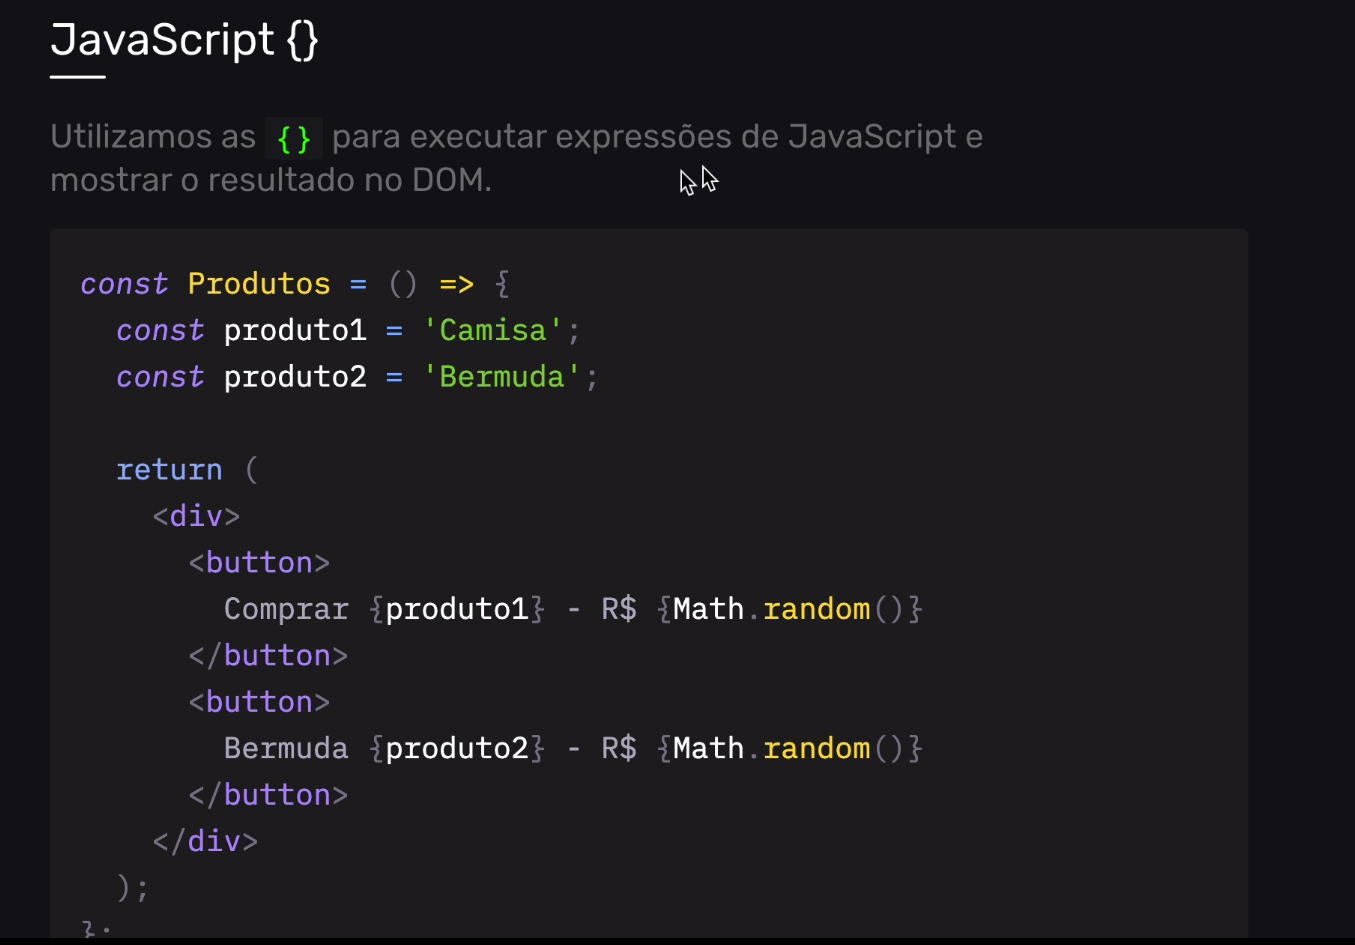 JavaScript {}
Utilizamos as {} para executar expressões de JavaScript e
mostrar o resultado no DOM.
const Produtos = () => {
  const produto1 = 'Camisa';
  const produto2 = 'Bermuda';
  return (
    <div>
      <button>
        Comprar {produto1} - R$ {Math.random()}
      </button>
      <button>
        Bermuda {produto2} - R$ {Math.random()}
      </button>
    </div>
  );
};